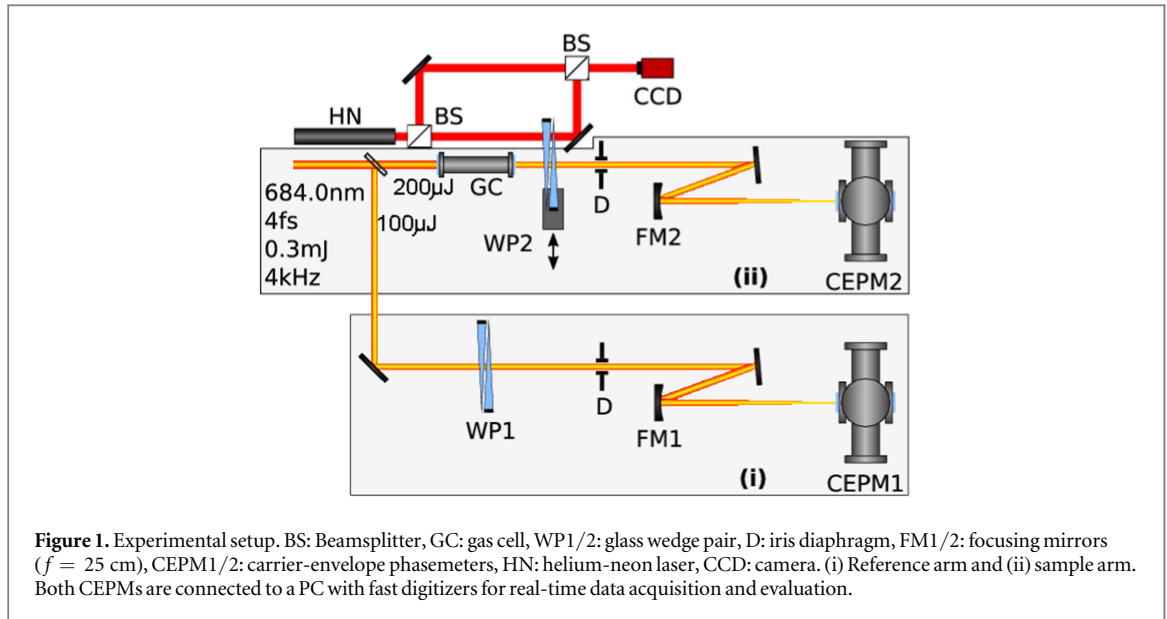 BS
CCD
HN
BS
684.0nm
4fs
0.3mJ
4kHz
200μJ
GC
100μJ
WP2
D
FM2
(ii)
CEPM2
WP1
D
FM1
(i)
CEPM1
Figure 1. Experimental setup. BS: Beamsplitter, GC: gas cell, WP1/2: glass wedge pair, D: iris diaphragm, FM1/2: focusing mirrors
(f = 25 cm), CEPM1/2: carrier-envelope phasemeters, HN: helium-neon laser, CCD: camera. (i) Reference arm and (ii) sample arm.
Both CEPMs are connected to a PC with fast digitizers for real-time data acquisition and evaluation.